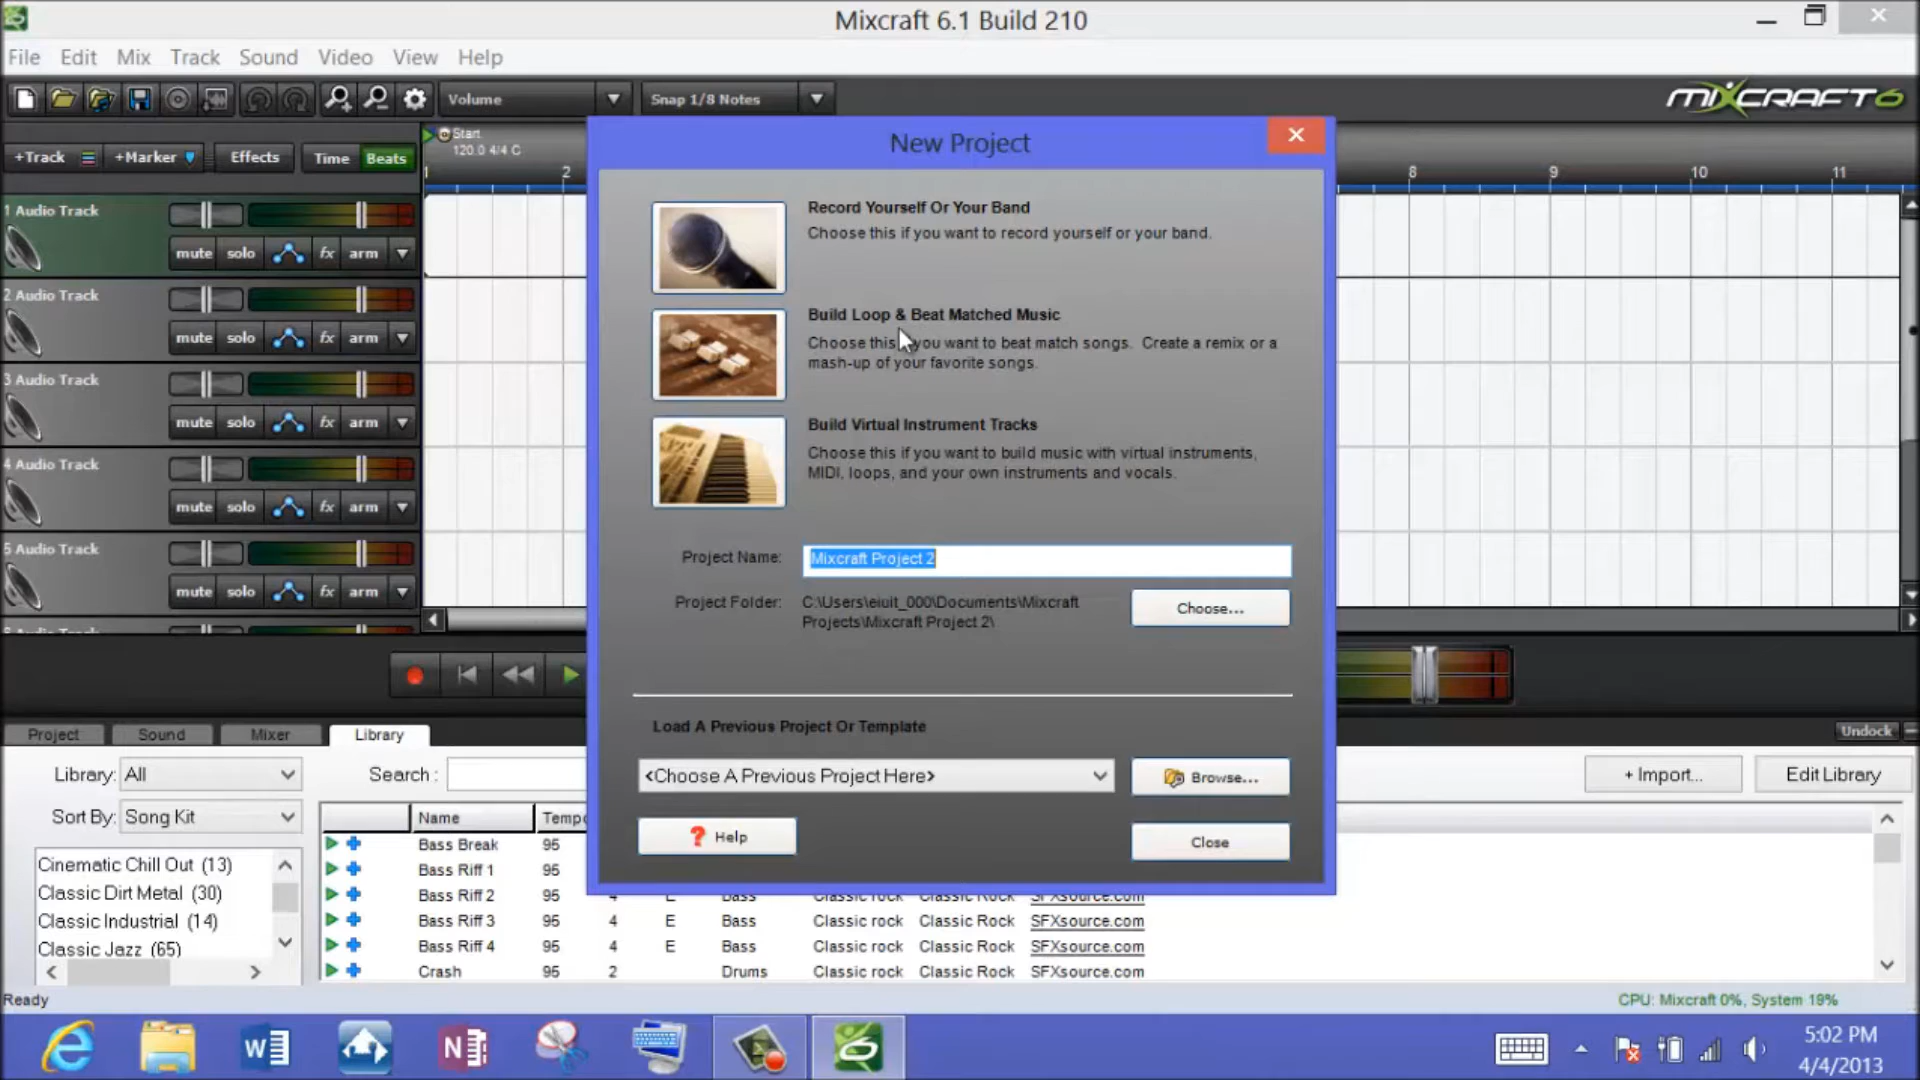 Mixcraft 6.1 Build 210
File Edit Mix Track Sound Video View Help
Volume Snap 1/8 Notes MIXCRAFT6
+Track +Marker Effects Time Beats
Start
120.0 4/4 C
1 2 8 9 10 11
1 Audio Track
mute solo fx arm
2 Audio Track
mute solo fx arm
3 Audio Track
mute solo fx arm
4 Audio Track
mute solo fx arm
5 Audio Track
mute solo fx arm
New Project
Record Yourself Or Your Band
Choose this if you want to record yourself or your band.
Build Loop & Beat Matched Music
Choose this you want to beat match songs. Create a remix or a
mash-up of your favorite songs.
Build Virtual Instrument Tracks
Choose this if you want to build music with virtual instruments,
MIDI, loops, and your own instruments and vocals.
Project Name: Mixcraft Project 2
Project Folder: C:\Users\eiuit_000\Documents\Mixcraft
Projects\Mixcraft Project 2\
Choose...
Load A Previous Project Or Template
<Choose A Previous Project Here> Browse...
Help Close
Project Sound Mixer Library Undock
Library: All Search : + Import... Edit Library
Sort By: Song Kit
Cinematic Chill Out (13)
Classic Dirt Metal (30)
Classic Industrial (14)
Classic Jazz (65)
Name Tempo
Bass Break 95
Bass Riff 1 95
Bass Riff 2 95 4 E Bass Classic rock Classic Rock SFXsource.com
Bass Riff 3 95 4 E Bass Classic rock Classic Rock SFXsource.com
Bass Riff 4 95 4 E Bass Classic rock Classic Rock SFXsource.com
Crash 95 2 Drums Classic rock Classic Rock SFXsource.com
Ready CPU: Mixcraft 0%, System 19%
5:02 PM
4/4/2013